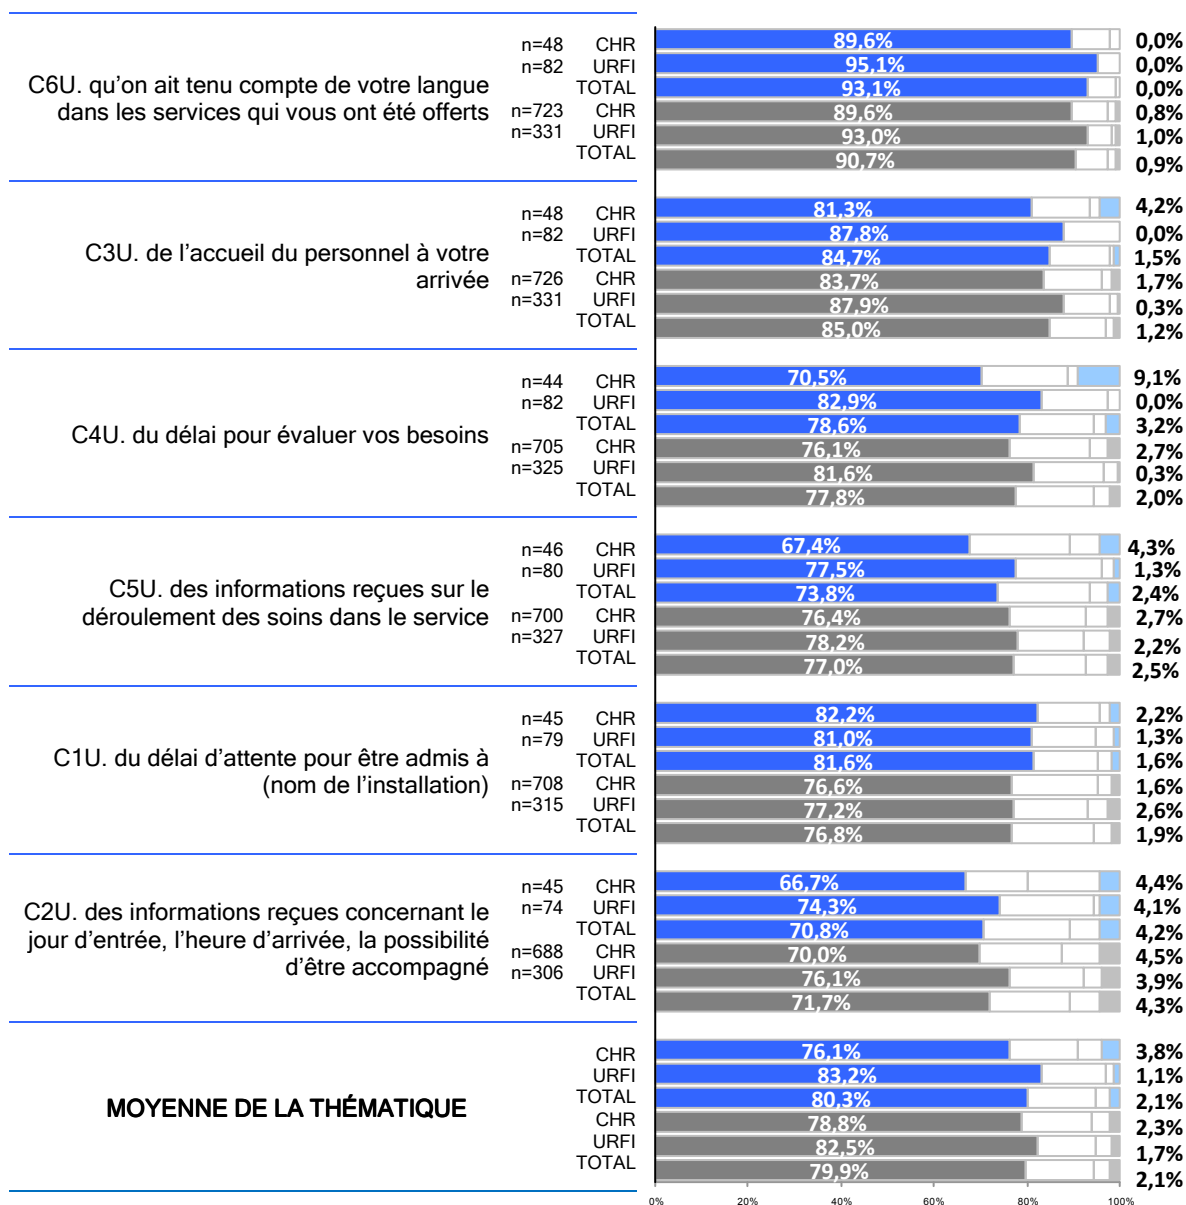 n=48 CHR 89,6% 0,0%
n=82 URFI 95,1% 0,0%
C6U. qu’on ait tenu compte de votre langue
TOTAL 93,1% 0,0%
dans les services qui vous ont été offerts
n=723 CHR 89,6% 0,8%
n=331 URFI 93,0% 1,0%
TOTAL 90,7% 0,9%
n=48 CHR 81,3% 4,2%
n=82 URFI 87,8% 0,0%
C3U. de l’accueil du personnel à votre
TOTAL 84,7% 1,5%
arrivée
n=726 CHR 83,7% 1,7%
n=331 URFI 87,9% 0,3%
TOTAL 85,0% 1,2%
n=44 CHR 70,5% 9,1%
n=82 URFI 82,9% 0,0%
TOTAL 78,6% 3,2%
C4U. du délai pour évaluer vos besoins
n=705 CHR 76,1% 2,7%
n=325 URFI 81,6% 0,3%
TOTAL 77,8% 2,0%
n=46 CHR 67,4% 4,3%
n=80 URFI 77,5% 1,3%
C5U. des informations reçues sur le
TOTAL 73,8% 2,4%
déroulement des soins dans le service
n=700 CHR 76,4% 2,7%
n=327 URFI 78,2% 2,2%
TOTAL 77,0% 2,5%
n=45 CHR 82,2% 2,2%
n=79 URFI 81,0% 1,3%
C1U. du délai d’attente pour être admis à
TOTAL 81,6% 1,6%
(nom de l’installation)
n=708 CHR 76,6% 1,6%
n=315 URFI 77,2% 2,6%
TOTAL 76,8% 1,9%
n=45 CHR 66,7% 4,4%
n=74 URFI 74,3% 4,1%
C2U. des informations reçues concernant le
TOTAL 70,8% 4,2%
jour d’entrée, l’heure d’arrivée, la possibilité
n=688 CHR 70,0% 4,5%
d’être accompagné
n=306 URFI 76,1% 3,9%
TOTAL 71,7% 4,3%
CHR 76,1% 3,8%
URFI 83,2% 1,1%
TOTAL 80,3% 2,1%
MOYENNE DE LA THÉMATIQUE
CHR 78,8% 2,3%
URFI 82,5% 1,7%
TOTAL 79,9% 2,1%
0% 20% 40% 60% 80% 100%